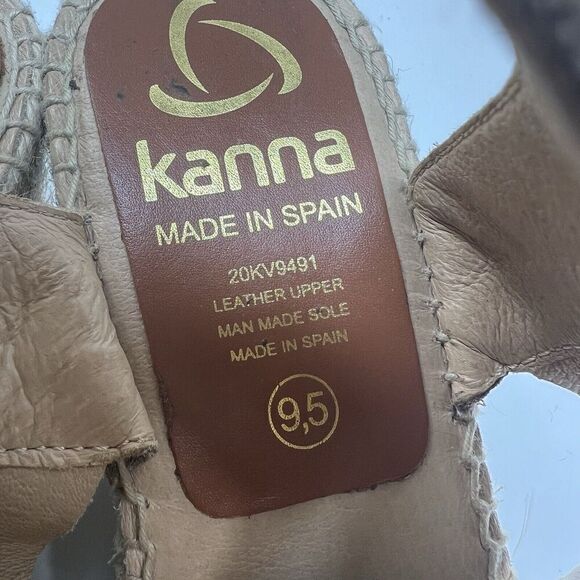 kanna
MADE IN SPAIN
20KV9491
LEATHER UPPER
MAN MADE SOLE
MADE IN SPAIN
9,5